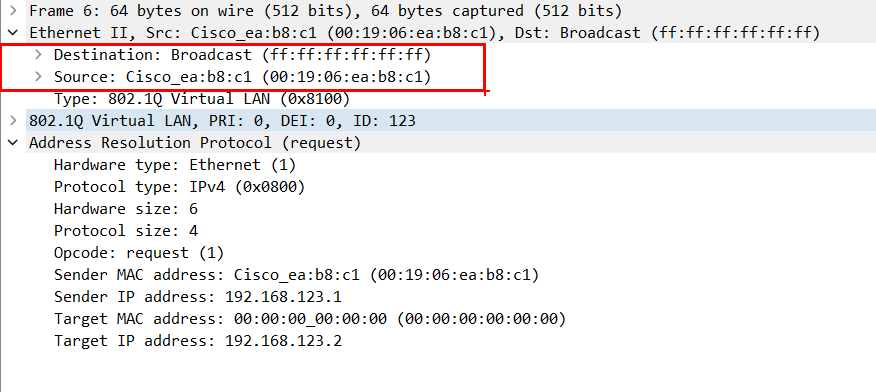 Frame 6: 64 bytes on wire (512 bits), 64 bytes captured (512 bits)
Ethernet II, Src: Cisco_ea:b8:c1 (00:19:06:ea:b8:c1), Dst: Broadcast (ff:ff:ff:ff:ff:ff)
Destination: Broadcast (ff:ff:ff:ff:ff:ff)
Source: Cisco_ea:b8:c1 (00:19:06:ea:b8:c1)
Type: 802.1Q Virtual LAN (0x8100)
802.1Q Virtual LAN, PRI: 0, DEI: 0, ID: 123
Address Resolution Protocol (request)
Hardware type: Ethernet (1)
Protocol type: IPv4 (0x0800)
Hardware size: 6
Protocol size: 4
Opcode: request (1)
Sender MAC address: Cisco_ea:b8:c1 (00:19:06:ea:b8:c1)
Sender IP address: 192.168.123.1
Target MAC address: 00:00:00_00:00:00 (00:00:00:00:00:00)
Target IP address: 192.168.123.2